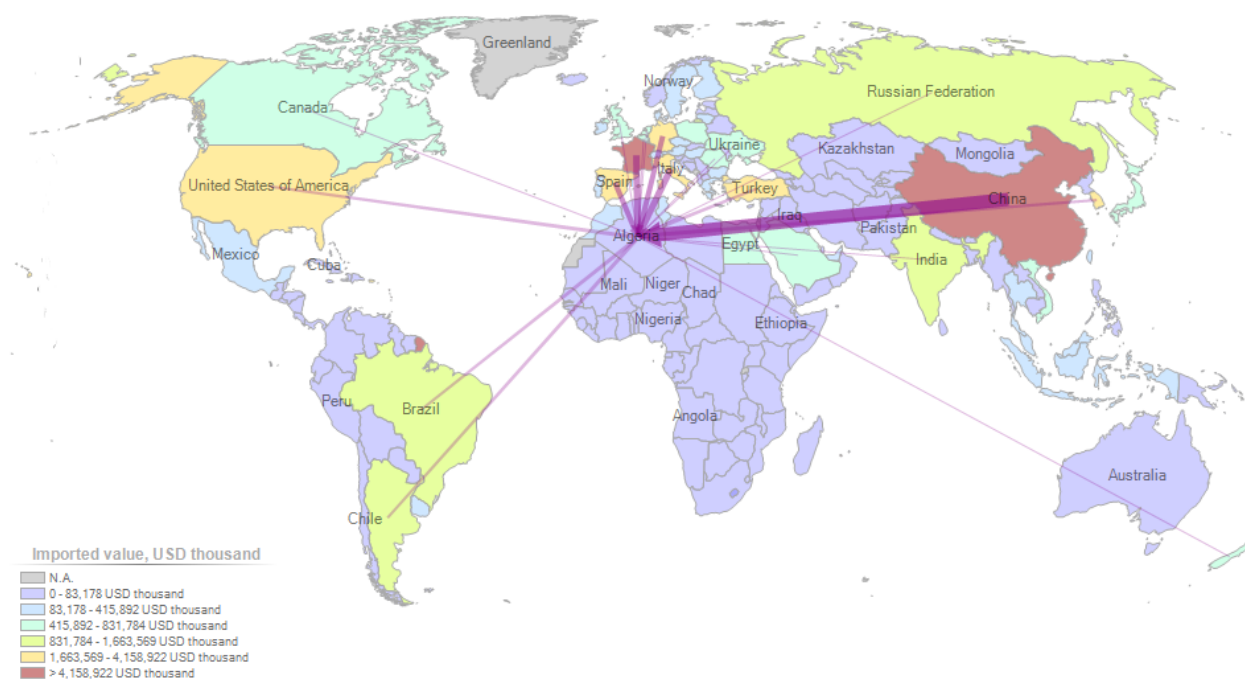 Greenland
Norway
Canada
Russian Federation
Ukraine
Kazakhstan
Mongolia
United States of America
Spain
Italy
Turkey
China
Mexico
Cuba
Algeria
Egypt
Iraq
Pakistan
India
Mali
Niger
Chad
Nigeria
Ethiopia
Peru
Brazil
Angola
Australia
Chile
Imported value, USD thousand
N.A.
0 - 83,178 USD thousand
83,178 - 415,892 USD thousand
415,892 - 831,784 USD thousand
831,784 - 1,663,569 USD thousand
1,663,569 - 4,158,922 USD thousand
> 4,158,922 USD thousand